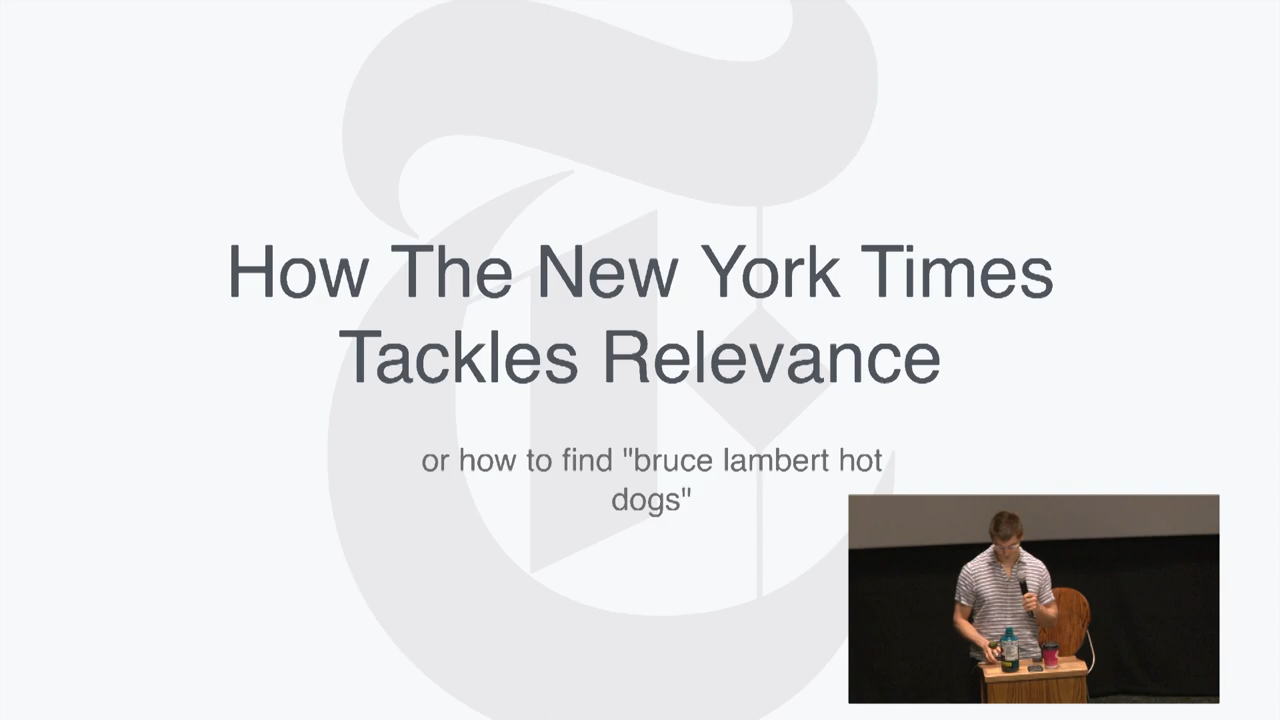 How The New York Times
Tackles Relevance
or how to find "bruce lambert hot
dogs"